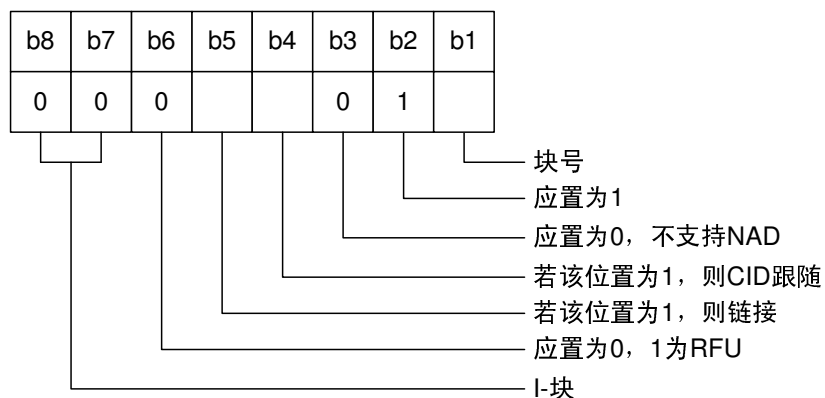 b8 b7 b6 b5 b4 b3 b2 b1
0 0 0 0 1
块号
应置为1
应置为0，不支持NAD
若该位置为1，则CID跟随
若该位置为1，则链接
应置为0，1为RFU
I-块